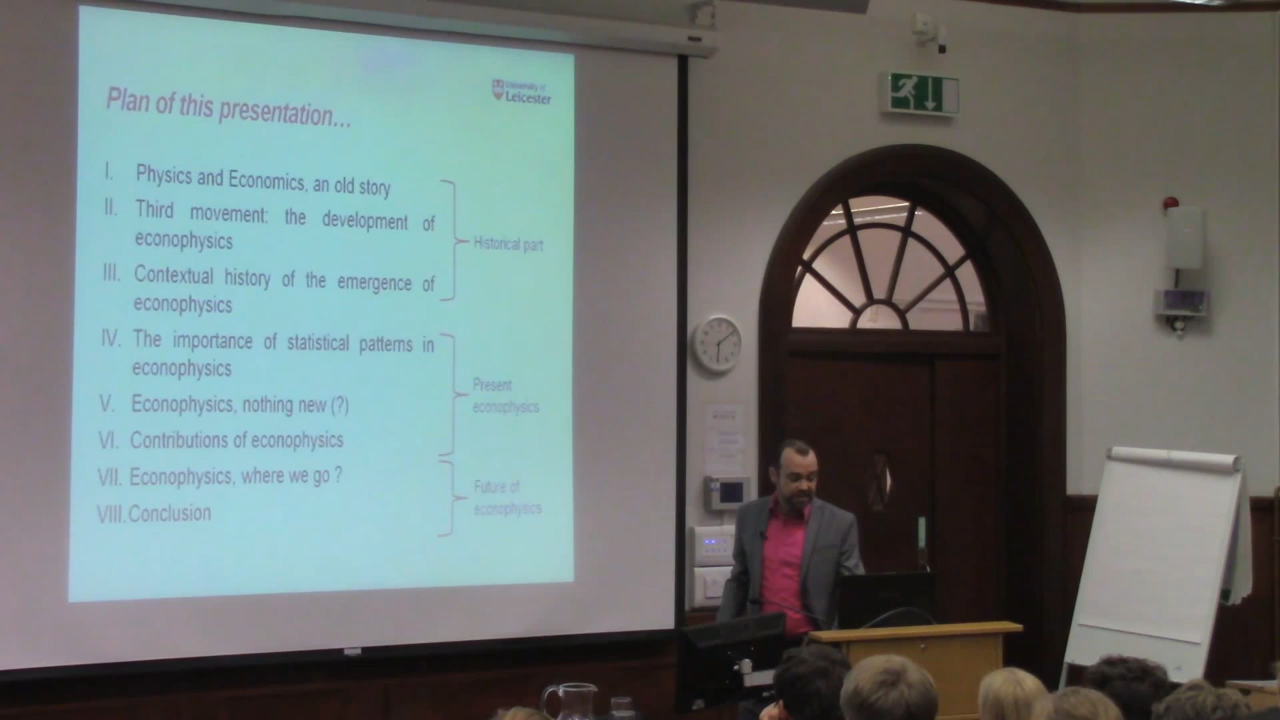 University of
Leicester
Plan of this presentation...
I. Physics and Economics, an old story
II. Third movement: the development of
econophysics
III. Contextual history of the emergence of
econophysics
Historical part
IV. The importance of statistical patterns in
econophysics
V. Econophysics, nothing new (?)
VI. Contributions of econophysics
Present
econophysics
VII. Econophysics, where we go ?
VIII. Conclusion
Future of
econophysics